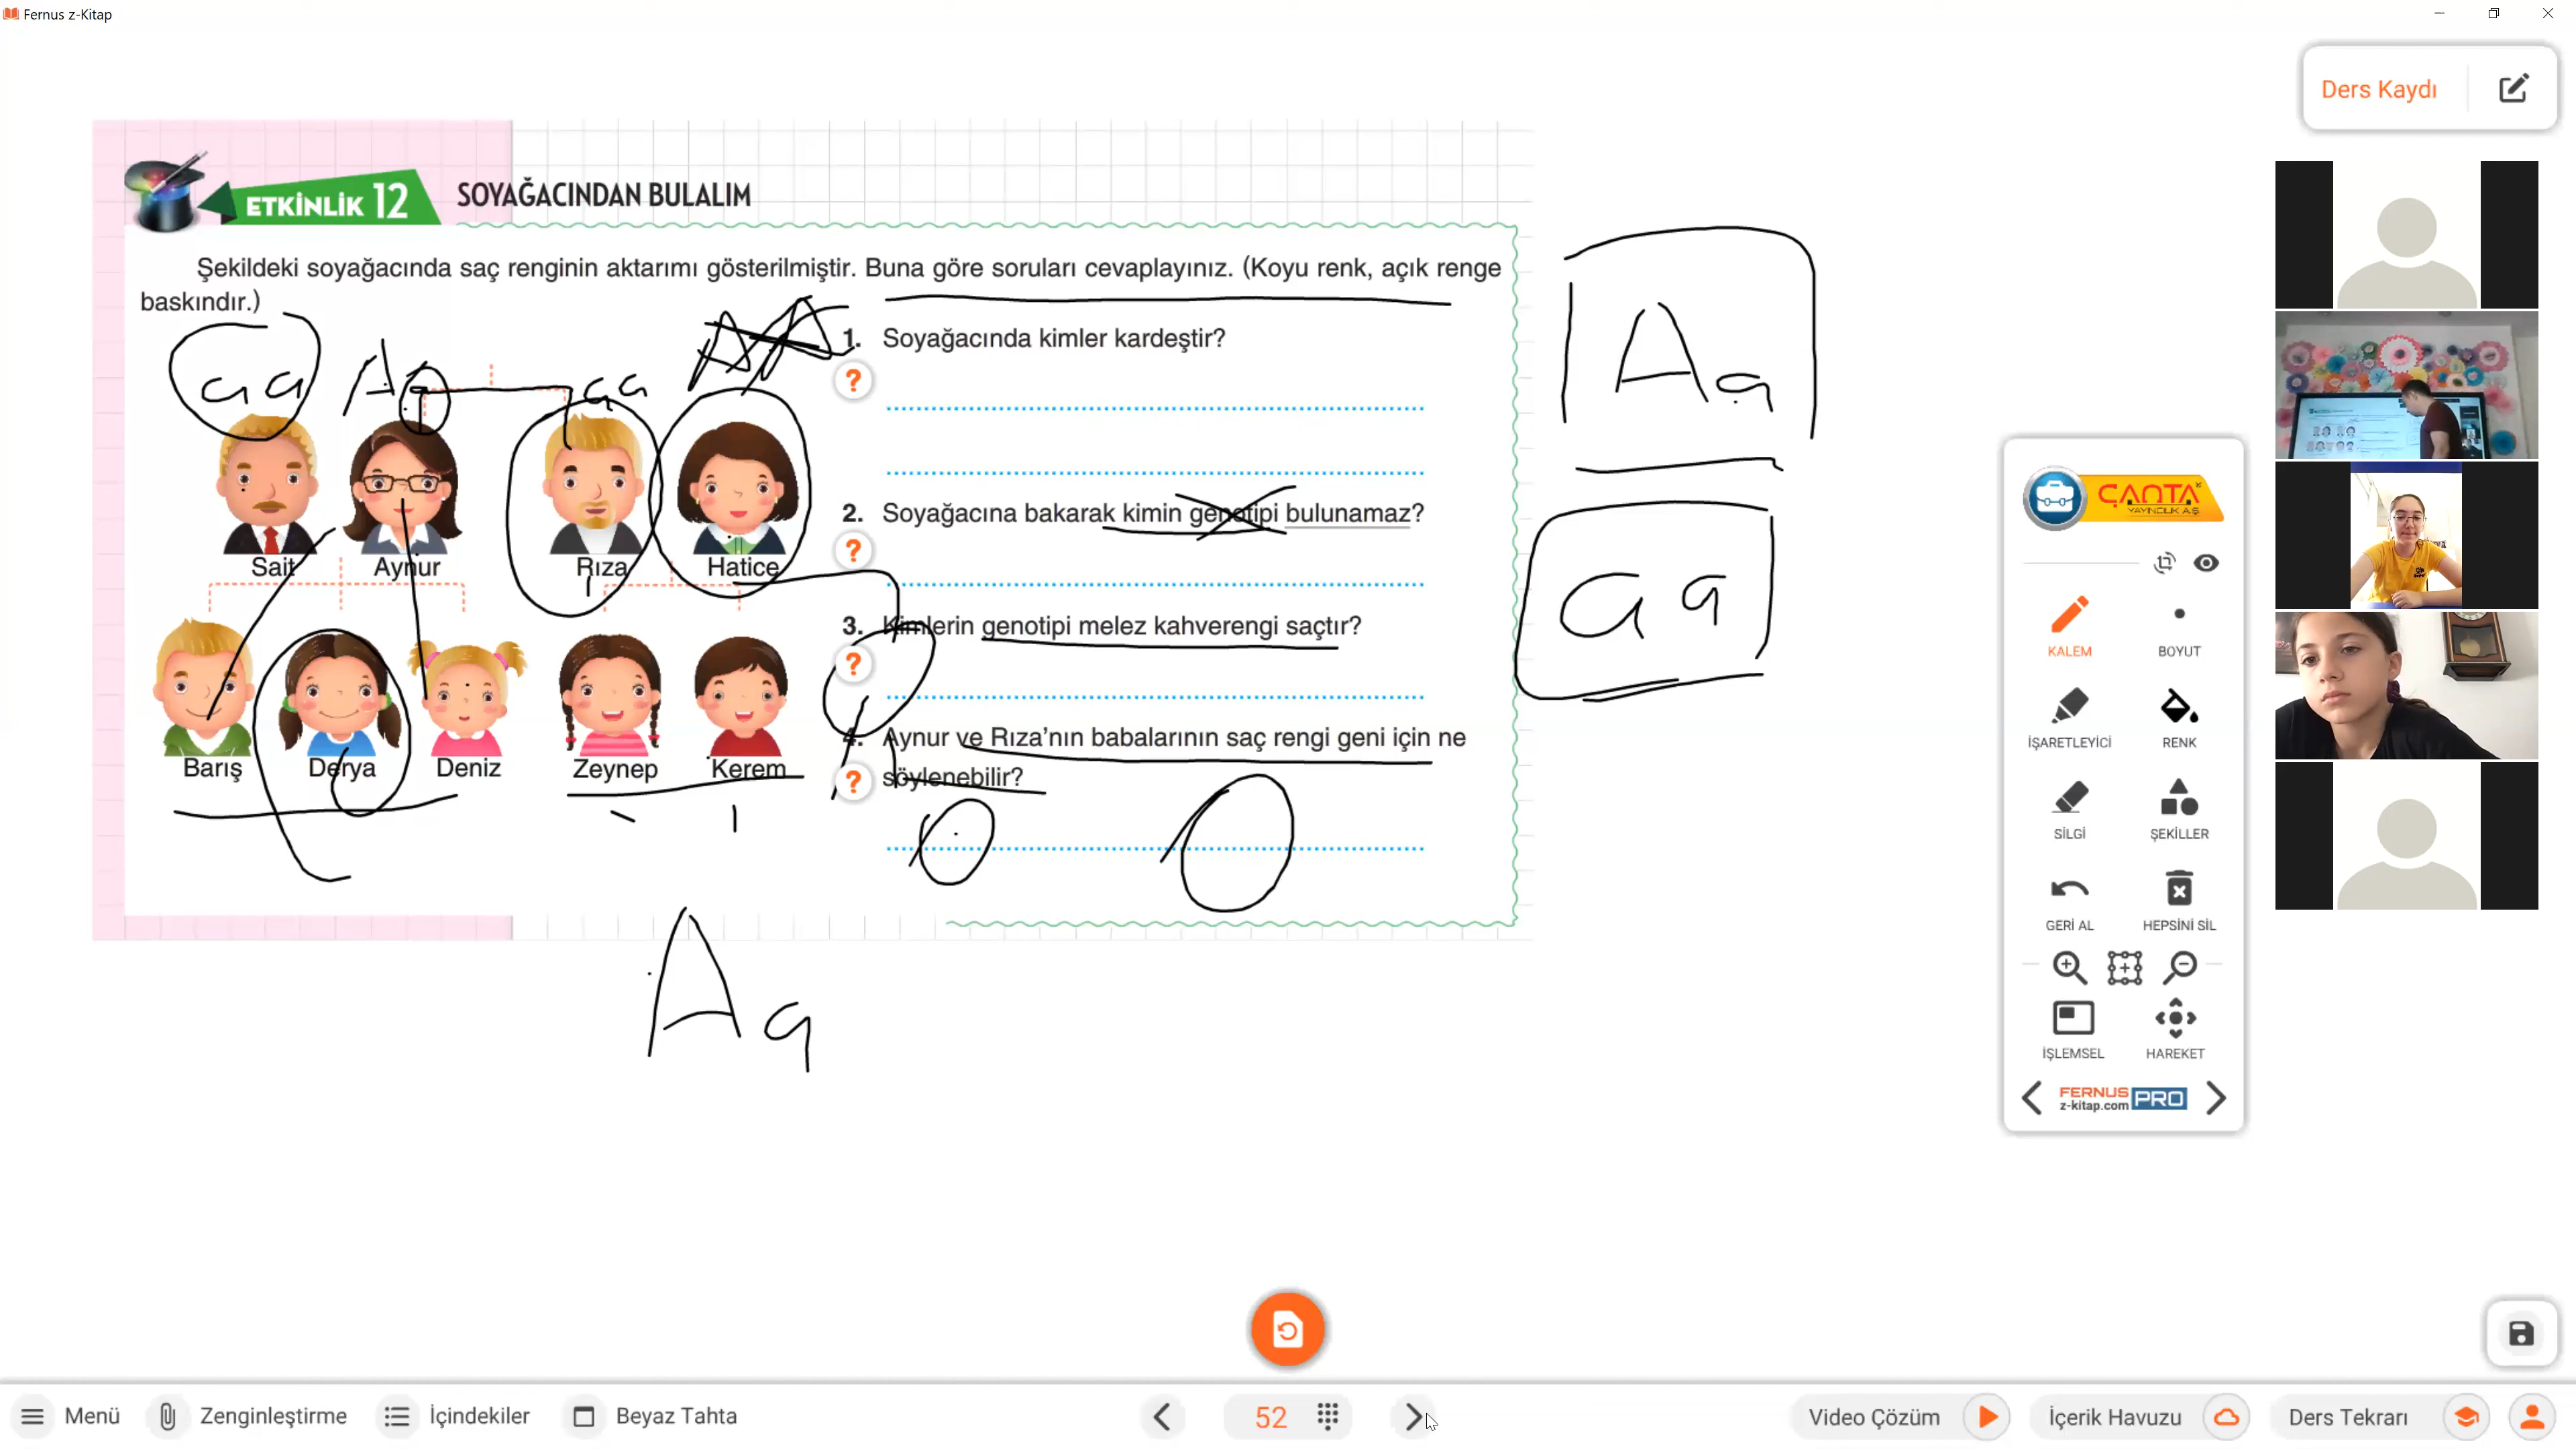 Fernus z-Kitap
Ders Kaydı
ETKİNLİK 12
SOYAĞACINDAN BULALIM
Şekildeki soyağacında saç renginin aktarımı gösterilmiştir. Buna göre soruları cevaplayınız. (Koyu renk, açık renge
baskındır.)
aa
Aa
aa
AA
Sait
Aynur
Rıza
Hatice
Barış
Derya
Deniz
Zeynep
Kerem
1. Soyağacında kimler kardeştir?
?
2. Soyağacına bakarak kimin genotipi bulunamaz?
?
3. Kimlerin genotipi melez kahverengi saçtır?
?
4. Aynur ve Rıza'nın babalarının saç rengi geni için ne
söylenebilir?
?
Aa
aa
Aa
ÇANTA
YAYINCILIK A.Ş.
KALEM
BOYUT
İŞARETLEYİCİ
RENK
SİLGİ
ŞEKİLLER
GERİ AL
HEPSİNİ SİL
İŞLEMSEL
HAREKET
FERNUS PRO
z-kitap.com
Menü
Zenginleştirme
İçindekiler
Beyaz Tahta
52
Video Çözüm
İçerik Havuzu
Ders Tekrarı